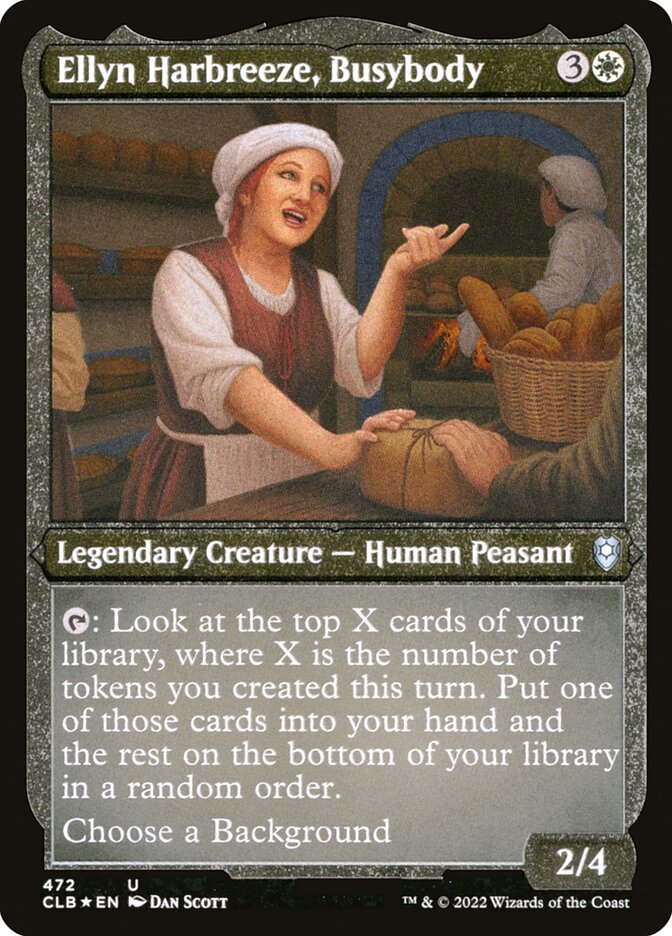 Ellyn Harbreeze, Busybody 3
Legendary Creature — Human Peasant
: Look at the top X cards of your
library, where X is the number of
tokens you created this turn. Put one
of those cards into your hand and
the rest on the bottom of your library
in a random order.
Choose a Background
2/4
472 U
CLB★EN Dan Scott
™ & © 2022 Wizards of the Coast